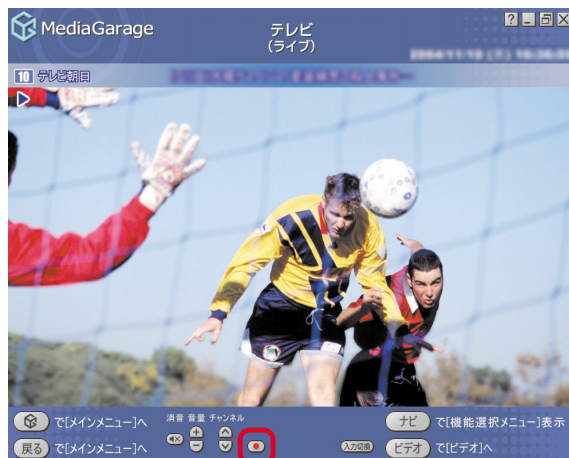 MediaGarage
テレビ
(ライブ)
10 テレビ朝日
で[メインメニュー]へ
消音 音量 チャンネル
ナビ で[機能選択メニュー]表示
戻る で[メインメニュー]へ
入力切換
ビデオ で[ビデオ]へ